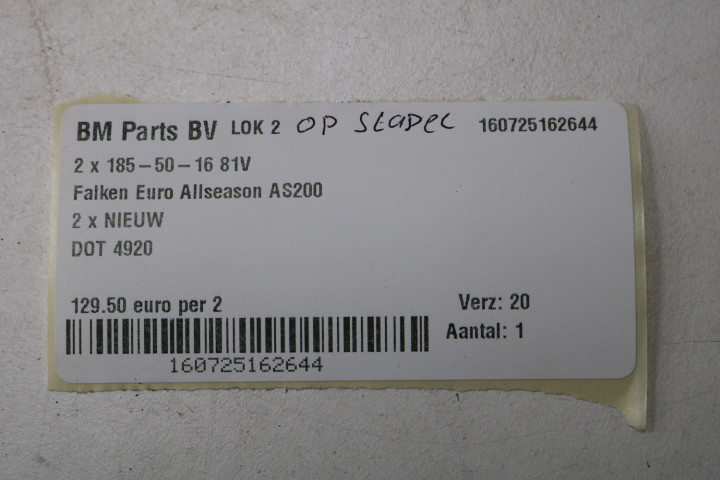 BM Parts BV LOK 2 OP STAPEL 160725162644
2 x 185-50-16 81V
Falken Euro Allseason AS200
2 x NIEUW
DOT 4920
129.50 euro per 2 Verz: 20
Aantal: 1
160725162644